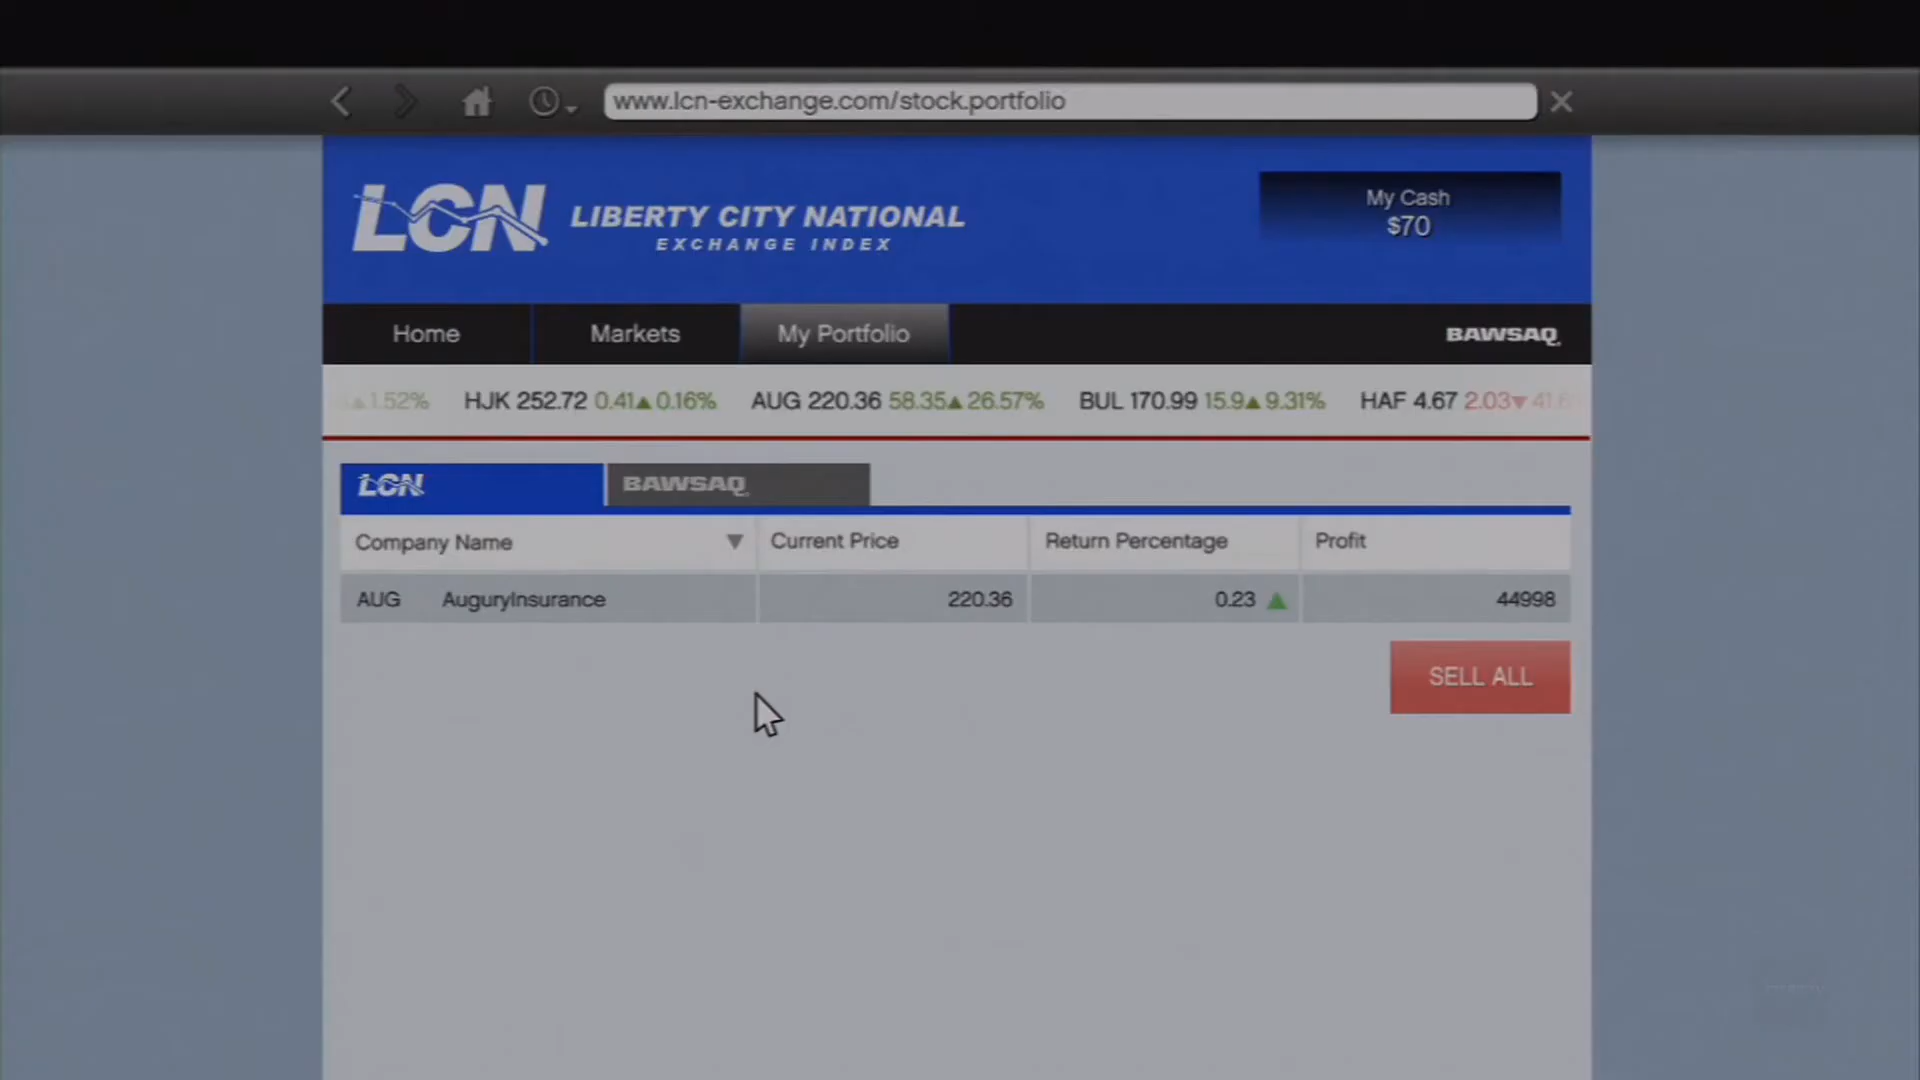 www.lcn-exchange.com/stock.portfolio
LCN LIBERTY CITY NATIONAL
EXCHANGE INDEX
My Cash
$70
Home Markets My Portfolio BAWSAQ
1.52% HJK 252.72 0.41▲0.16% AUG 220.36 58.35▲26.57% BUL 170.99 15.9▲9.31% HAF 4.67 2.03▼
LCN BAWSAQ
Company Name ▼ Current Price Return Percentage Profit
AUG AuguryInsurance 220.36 0.23 ▲ 44998
SELL ALL